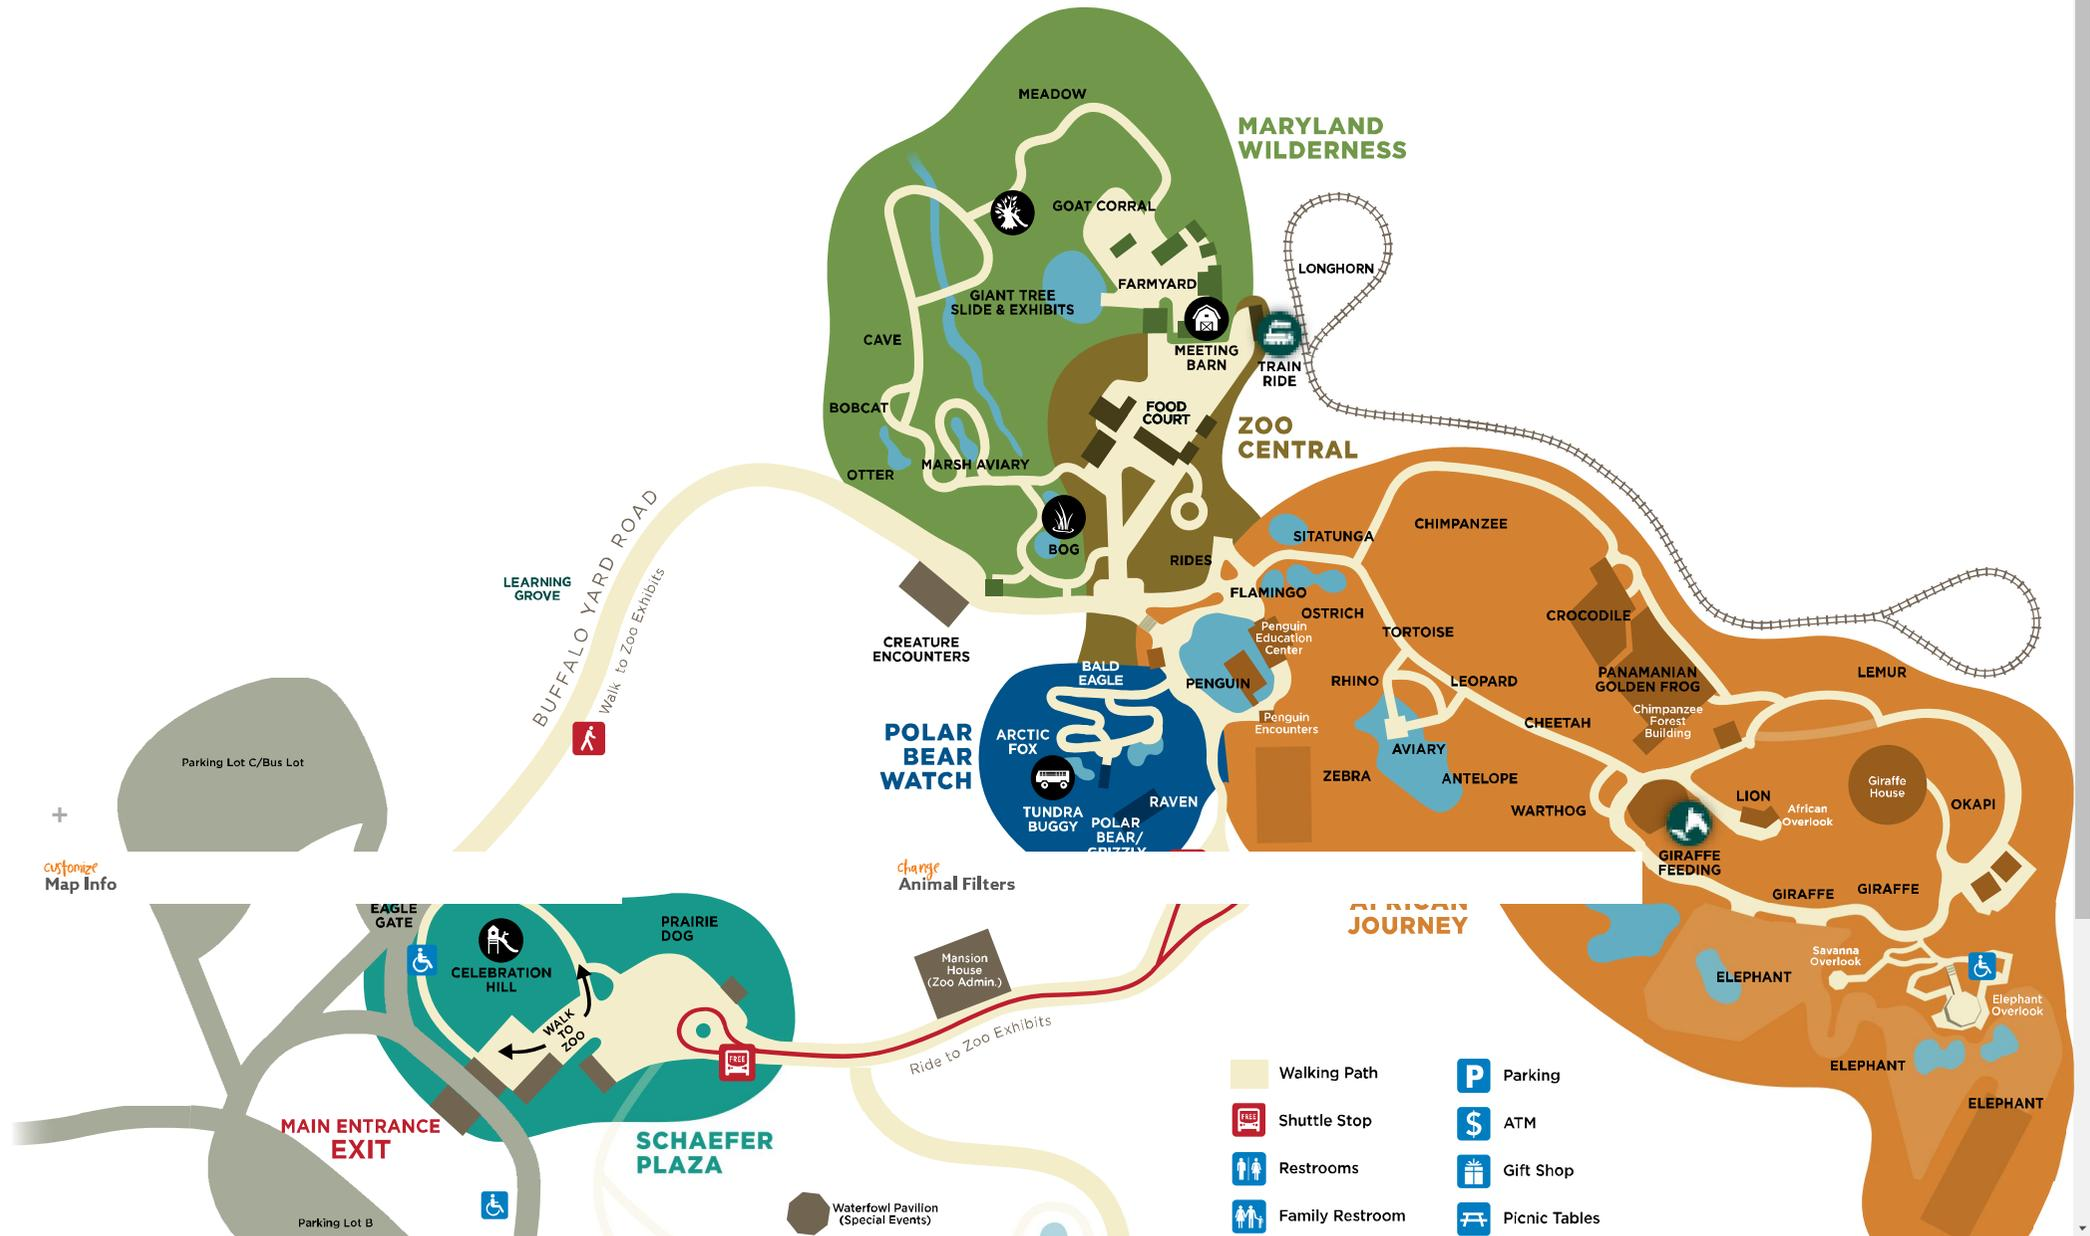 MEADOW
MARYLAND
WILDERNESS
GOAT CORRAL
LONGHORN
FARMYARD
GIANT TREE
SLIDE & EXHIBITS
CAVE
MEETING
BARN
TRAIN
RIDE
BOBCAT
FOOD
COURT
ZOO
CENTRAL
OTTER
MARSH AVIARY
BUFFALO YARD ROAD
Walk to Zoo Exhibits
LEARNING
GROVE
BOG
RIDES
SITATUNGA
CHIMPANZEE
FLAMINGO
OSTRICH
CREATURE
ENCOUNTERS
Penguin
Education
Center
TORTOISE
CROCODILE
BALD
EAGLE
PENGUIN
RHINO
LEOPARD
PANAMANIAN
GOLDEN FROG
LEMUR
Penguin
Encounters
CHEETAH
Chimpanzee
Forest
Building
POLAR
BEAR
WATCH
ARCTIC
FOX
AVIARY
ZEBRA
ANTELOPE
Parking Lot C/Bus Lot
Giraffe
House
RAVEN
WARTHOG
LION
African
Overlook
OKAPI
TUNDRA
BUGGY
POLAR
BEAR/
GRIZZLY
GIRAFFE
FEEDING
customize
Map Info
change
Animal Filters
GIRAFFE
GIRAFFE
AFRICAN
JOURNEY
EAGLE
GATE
PRAIRIE
DOG
CELEBRATION
HILL
WALK
TO
ZOO
Mansion
House
(Zoo Admin.)
Savanna
Overlook
ELEPHANT
Elephant
Overlook
Ride to Zoo Exhibits
FREE
ELEPHANT
ELEPHANT
MAIN ENTRANCE
EXIT
SCHAEFER
PLAZA
Parking Lot B
Waterfowl Pavilion
(Special Events)
Walking Path
P Parking
FREE Shuttle Stop
$ ATM
Restrooms
Gift Shop
Family Restroom
Picnic Tables